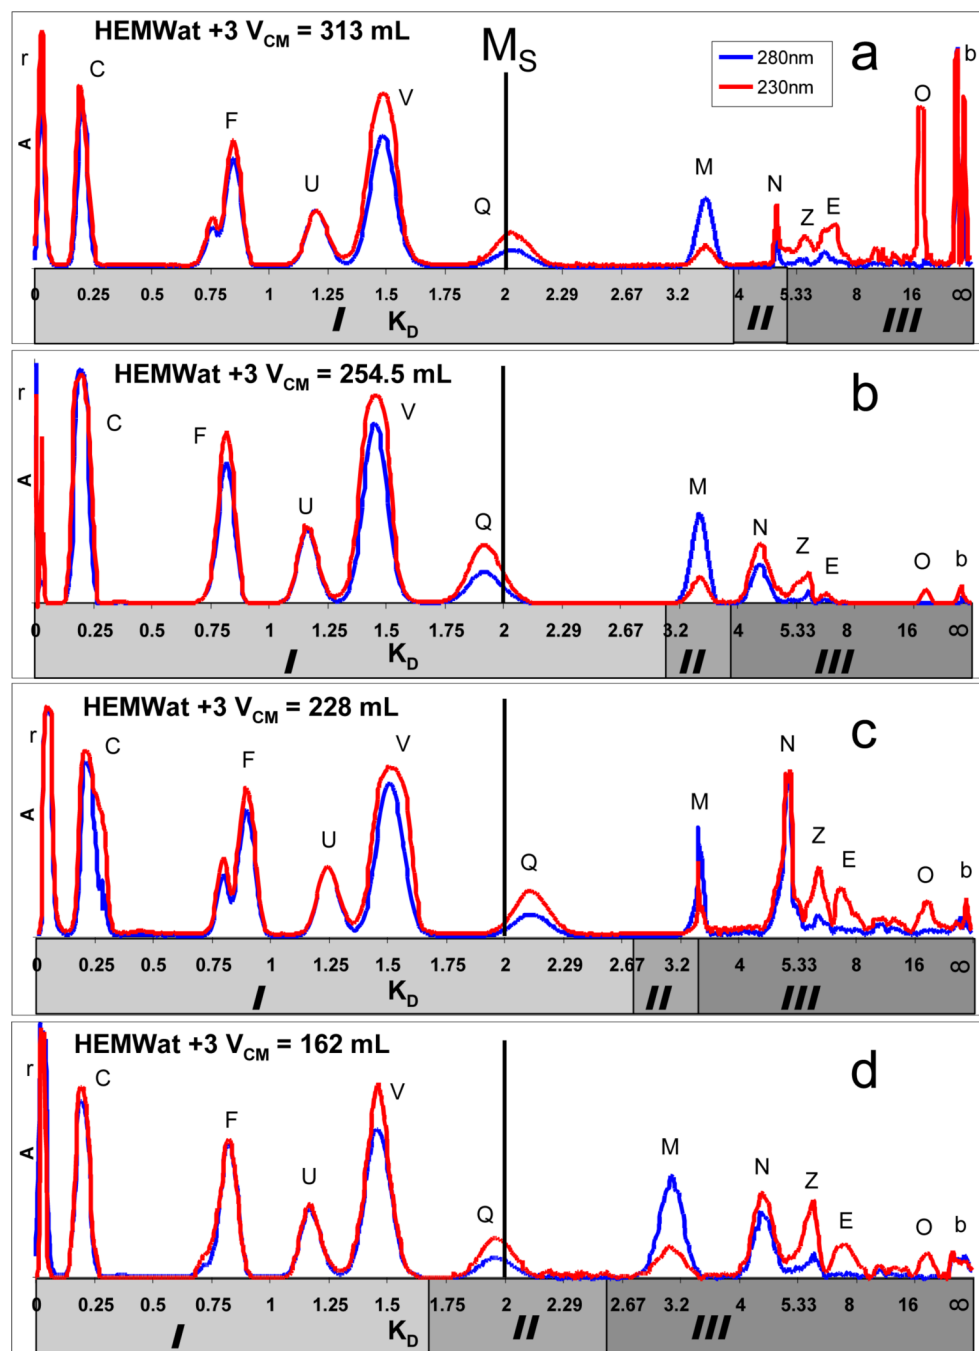 HEMWat +3 VCM = 313 mL
MS
a
280nm
230nm
r
C
F
U
V
Q
M
N
Z
E
O
b
A
0 0.25 0.5 0.75 1 1.25 1.5 1.75 2 2.29 2.67 3.2 4 5.33 8 16 ∞
I KD II III
HEMWat +3 VCM = 254.5 mL
b
r
C
F
U
V
Q
M
N
Z
E
O
b
A
0 0.25 0.5 0.75 1 1.25 1.5 1.75 2 2.29 2.67 3.2 4 5.33 8 16 ∞
I KD II III
HEMWat +3 VCM = 228 mL
c
r
C
F
U
V
Q
M
N
Z
E
O
b
A
0 0.25 0.5 0.75 1 1.25 1.5 1.75 2 2.29 2.67 3.2 4 5.33 8 16 ∞
I KD II III
HEMWat +3 VCM = 162 mL
d
r
C
F
U
V
Q
M
N
Z
E
O
b
A
0 0.25 0.5 0.75 1 1.25 1.5 1.75 2 2.29 2.67 3.2 4 5.33 8 16 ∞
I KD II III